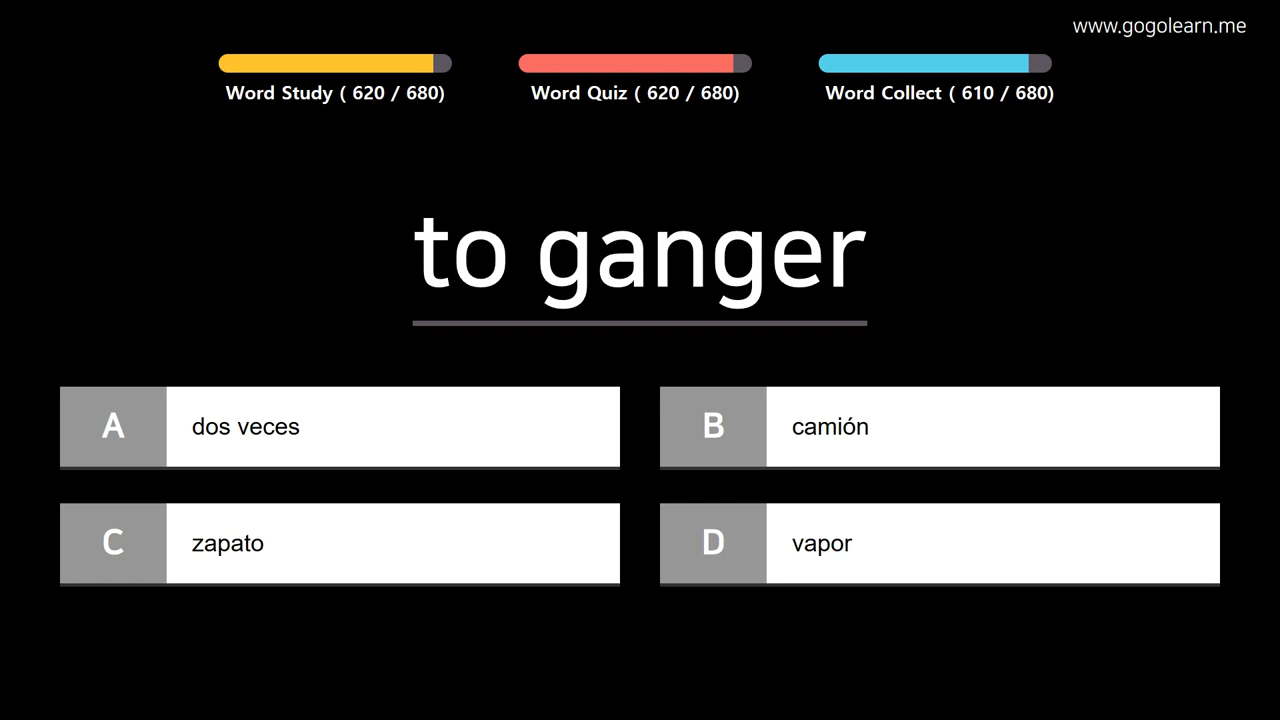 www.gogolearn.me
Word Study ( 620 / 680)
Word Quiz ( 620 / 680)
Word Collect ( 610 / 680)
to ganger
A dos veces
B camión
C zapato
D vapor